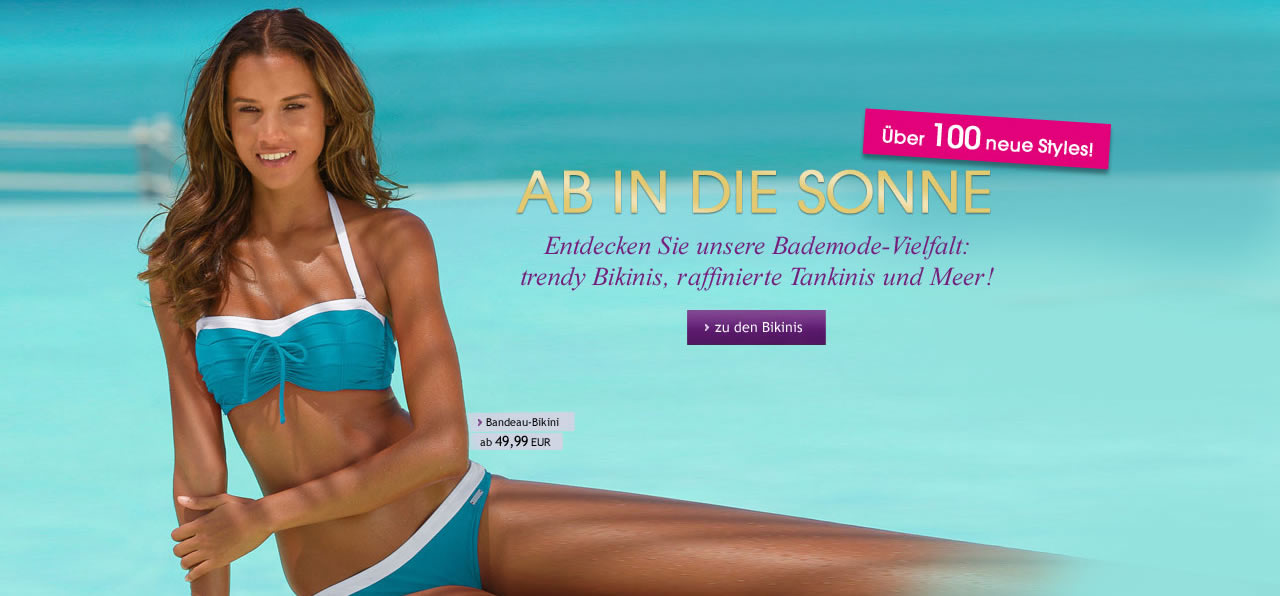 Über 100 neue Styles!
AB IN DIE SONNE
Entdecken Sie unsere Bademode-Vielfalt:
trendy Bikinis, raffinierte Tankinis und Meer!
› zu den Bikinis
› Bandeau-Bikini
ab 49,99 EUR